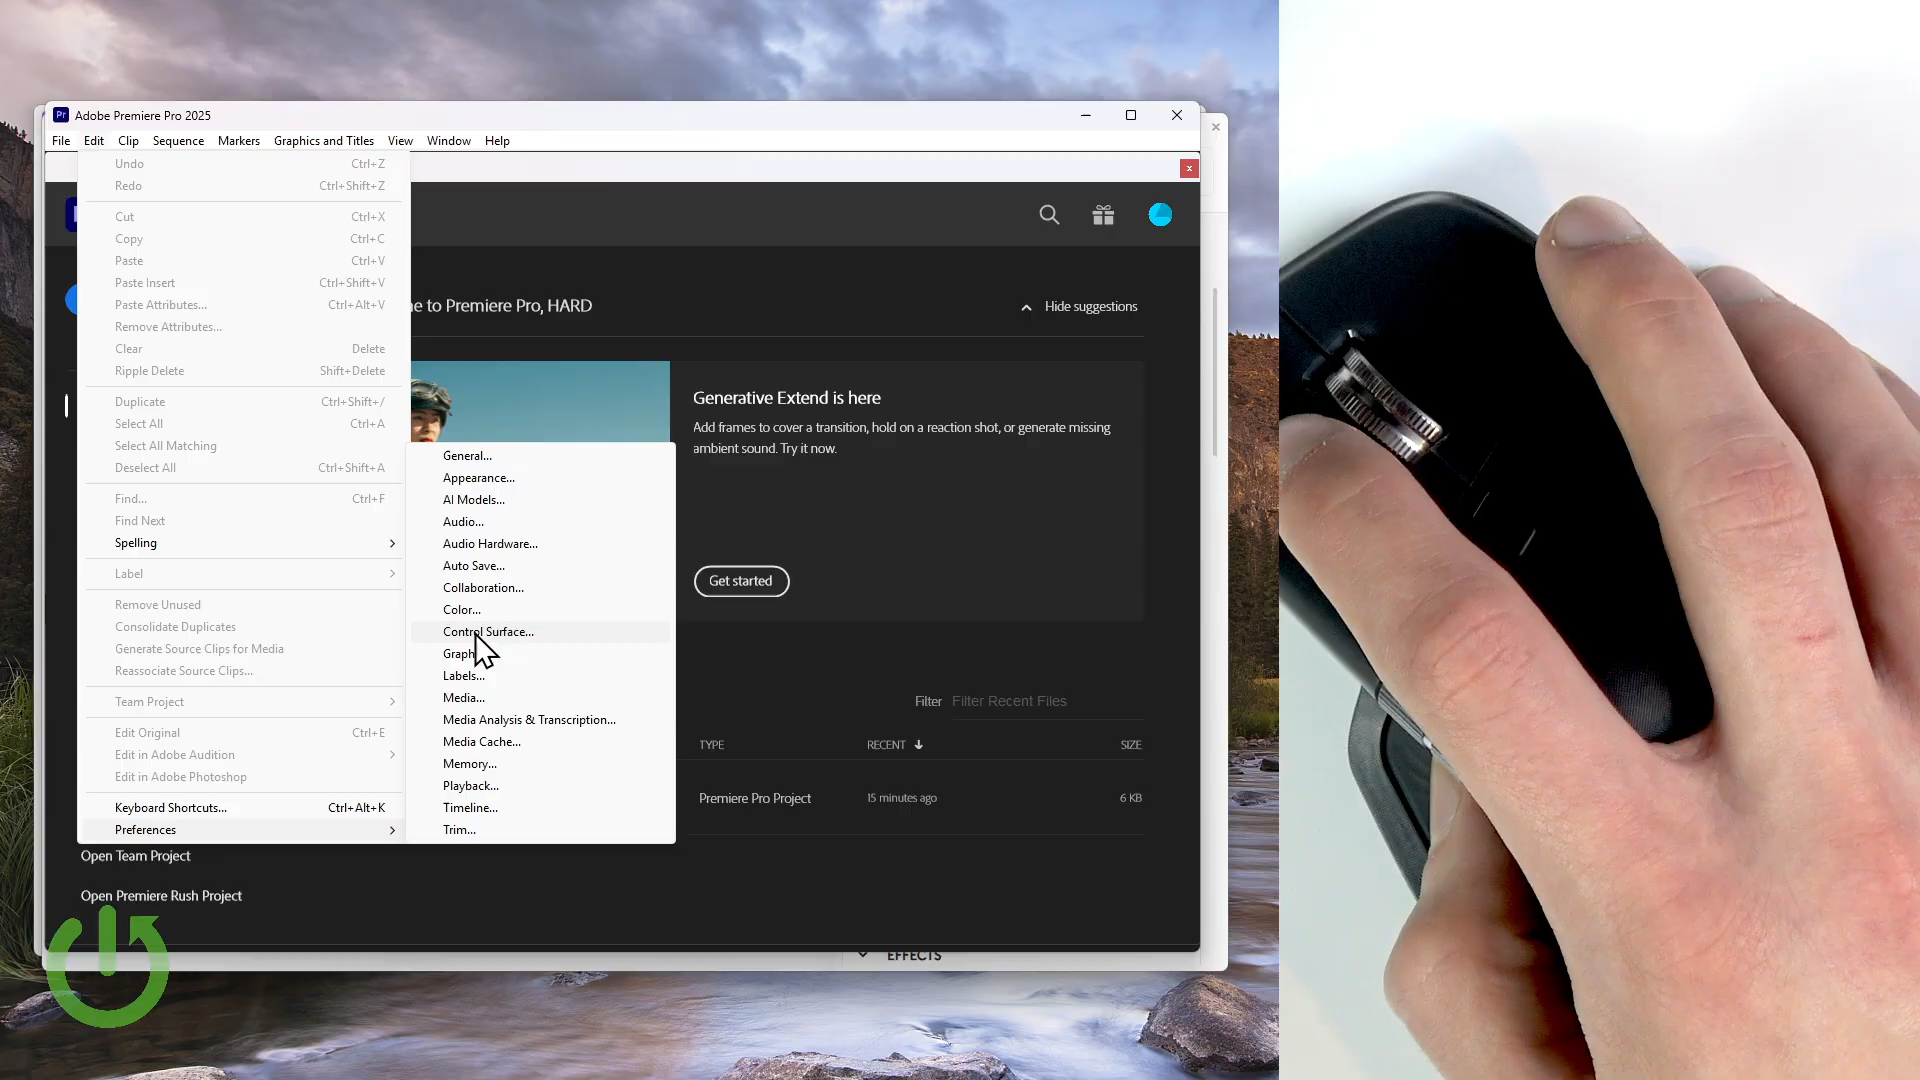 Pr Adobe Premiere Pro 2025
File Edit Clip Sequence Markers Graphics and Titles View Window Help
Undo Ctrl+Z
Redo Ctrl+Shift+Z
Cut Ctrl+X
Copy Ctrl+C
Paste Ctrl+V
Paste Insert Ctrl+Shift+V
Paste Attributes... Ctrl+Alt+V
Remove Attributes...
Clear Delete
Ripple Delete Shift+Delete
Duplicate Ctrl+Shift+/
Select All Ctrl+A
Select All Matching
Deselect All Ctrl+Shift+A
Find... Ctrl+F
Find Next
Spelling
Label
Remove Unused
Consolidate Duplicates
Generate Source Clips for Media
Reassociate Source Clips...
Team Project
Edit Original Ctrl+E
Edit in Adobe Audition
Edit in Adobe Photoshop
Keyboard Shortcuts... Ctrl+Alt+K
Preferences
General...
Appearance...
AI Models...
Audio...
Audio Hardware...
Auto Save...
Collaboration...
Color...
Control Surface...
Labels...
Media...
Media Analysis & Transcription...
Media Cache...
Memory...
Playback...
Timeline...
Trim...
to Premiere Pro, HARD
Hide suggestions
Generative Extend is here
Add frames to cover a transition, hold on a reaction shot, or generate missing
ambient sound. Try it now.
Get started
Filter Filter Recent Files
TYPE RECENT SIZE
Premiere Pro Project 15 minutes ago 6 KB
Open Team Project
Open Premiere Rush Project
EFFECTS